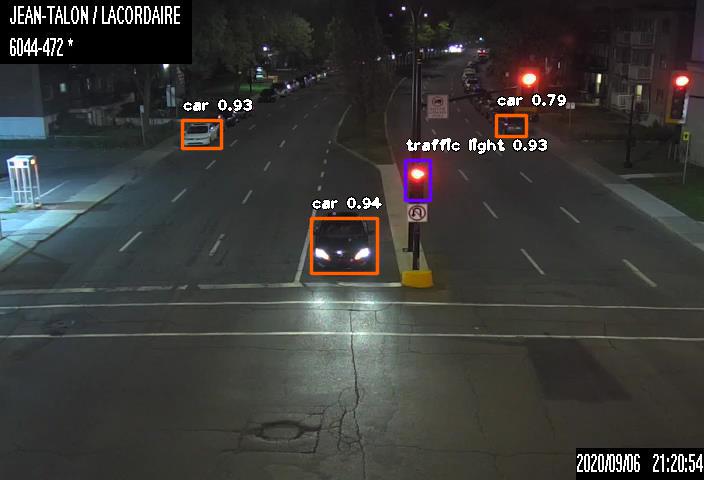 JEAN-TALON / LACORDAIRE
6044-472 *
car 0.93
car 0.79
traffic light 0.93
car 0.94
2020/09/06 21:20:54